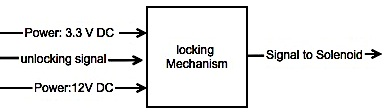 Power: 3.3 V DC
unlocking signal
Power:12V DC
locking
Mechanism
Signal to Solenoid